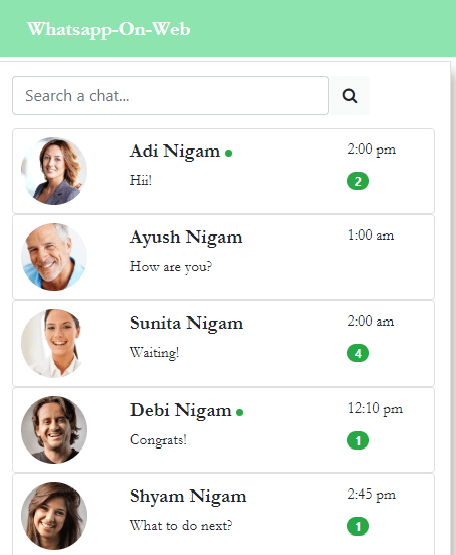 Whatsapp-On-Web
Search a chat...
Adi Nigam 2:00 pm
Hii! 2
Ayush Nigam 1:00 am
How are you?
Sunita Nigam 2:00 am
Waiting! 4
Debi Nigam 12:10 pm
Congrats! 1
Shyam Nigam 2:45 pm
What to do next? 1